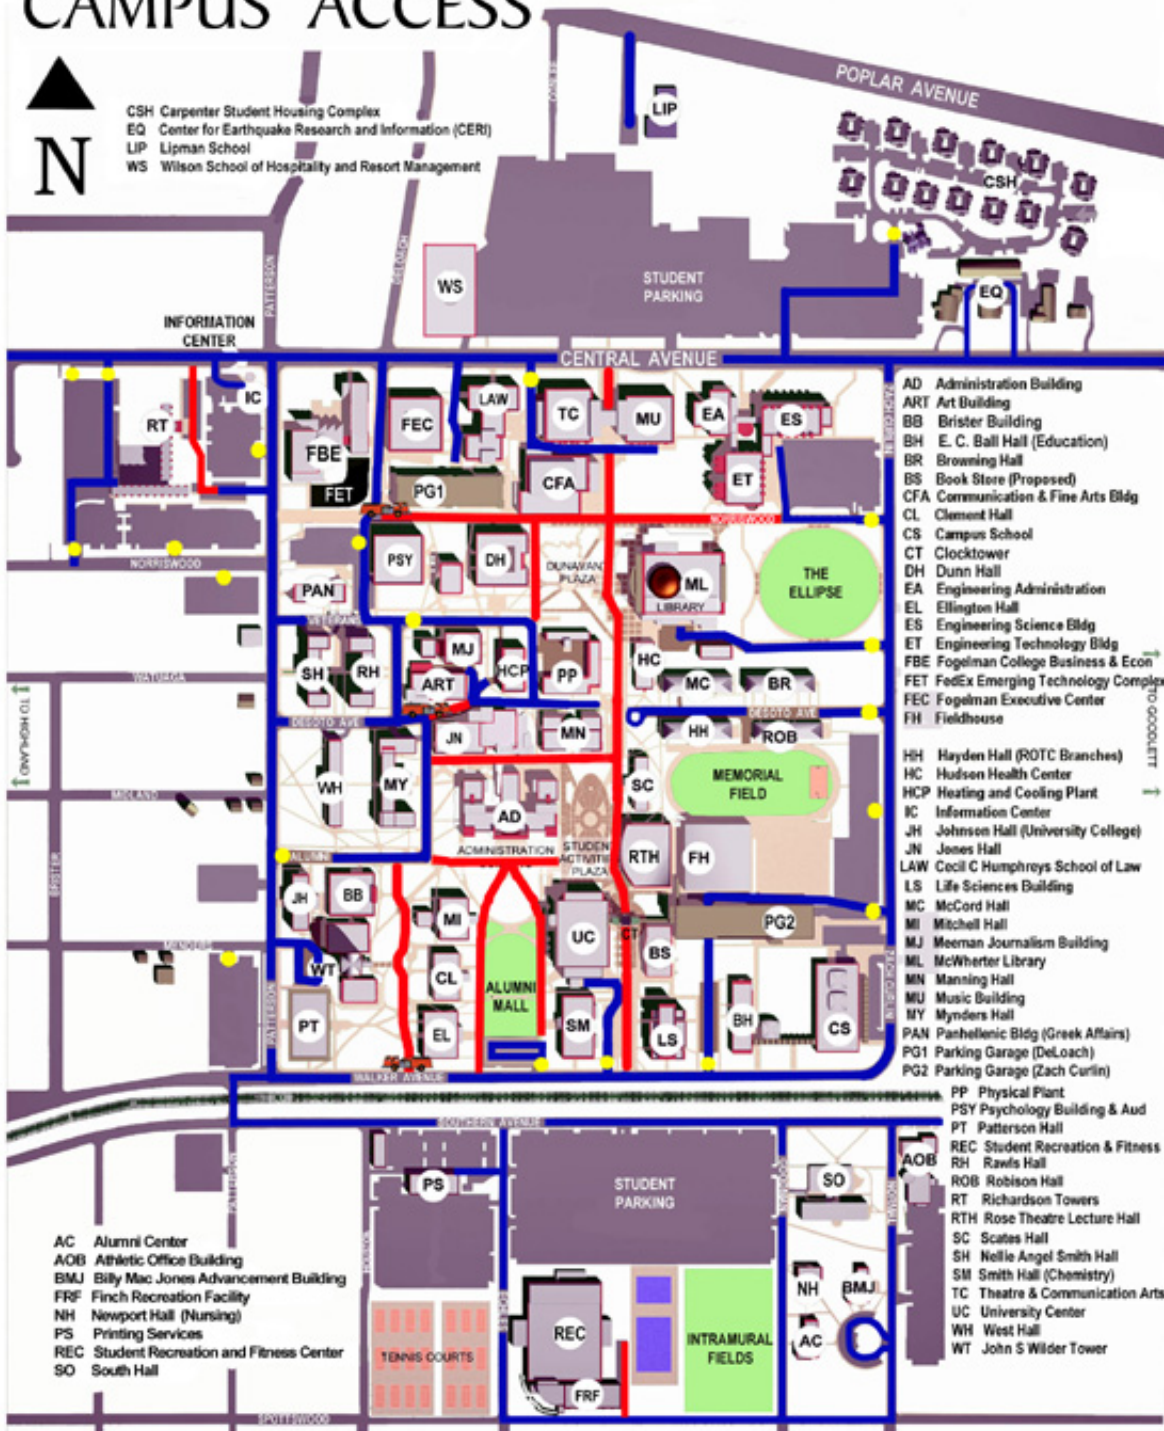 CAMPUS ACCESS
N
CSH Carpenter Student Housing Complex
EQ Center for Earthquake Research and Information (CERI)
LIP Lipman School
WS Wilson School of Hospitality and Resort Management
POPLAR AVENUE
LIP
CSH
PATTERSON
DELOACH
WS
STUDENT
PARKING
EQ
INFORMATION
CENTER
CENTRAL AVENUE
IC
RT
FBE
FET
FEC
LAW
TC
MU
EA
ES
PG1
CFA
ET
NORRISWOOD
NORRISWOOD
PSY
DH
DUNAVANT
PLAZA
ML
LIBRARY
THE
ELLIPSE
PAN
VETERANS
SH
RH
MJ
HCP
ART
PP
HC
MC
BR
WATAUGA
TO HIGHLAND
DESOTO AVE
DESOTO AVE
JN
MN
HH
ROB
WH
MY
AD
SC
MEMORIAL
FIELD
MIDLAND
ADMINISTRATION
STUDENT
ACTIVITIES
PLAZA
RTH
FH
ALUMNI
BRISTER
JH
BB
MI
UC
CT
BS
PG2
MENDERS
WT
CL
ALUMNI
MALL
PATTERSON
PT
EL
SM
LS
BH
CS
WALKER AVENUE
SOUTHERN AVENUE
PATTERSON
PS
STUDENT
PARKING
SO
AOB
NORMAL
NH
BMJ
AC
TENNIS COURTS
REC
FRF
INTRAMURAL
FIELDS
SPOTTSWOOD
AD Administration Building
ART Art Building
BB Brister Building
BH E. C. Ball Hall (Education)
BR Browning Hall
BS Book Store (Proposed)
CFA Communication & Fine Arts Bldg
CL Clement Hall
CS Campus School
CT Clocktower
DH Dunn Hall
EA Engineering Administration
EL Ellington Hall
ES Engineering Science Bldg
ET Engineering Technology Bldg
FBE Fogelman College Business & Econ
FET FedEx Emerging Technology Complex
FEC Fogelman Executive Center
FH Fieldhouse
TO GOODLETT
HH Hayden Hall (ROTC Branches)
HC Hudson Health Center
HCP Heating and Cooling Plant
IC Information Center
JH Johnson Hall (University College)
JN Jones Hall
LAW Cecil C Humphreys School of Law
LS Life Sciences Building
MC McCord Hall
MI Mitchell Hall
MJ Meeman Journalism Building
ML McWherter Library
MN Manning Hall
MU Music Building
MY Mynders Hall
PAN Panhellenic Bldg (Greek Affairs)
PG1 Parking Garage (DeLoach)
PG2 Parking Garage (Zach Curlin)
PP Physical Plant
PSY Psychology Building & Aud
PT Patterson Hall
REC Student Recreation & Fitness
RH Rawls Hall
ROB Robison Hall
RT Richardson Towers
RTH Rose Theatre Lecture Hall
SC Scates Hall
SH Nellie Angel Smith Hall
SM Smith Hall (Chemistry)
TC Theatre & Communication Arts
UC University Center
WH West Hall
WT John S Wilder Tower
AC Alumni Center
AOB Athletic Office Building
BMJ Billy Mac Jones Advancement Building
FRF Finch Recreation Facility
NH Newport Hall (Nursing)
PS Printing Services
REC Student Recreation and Fitness Center
SO South Hall